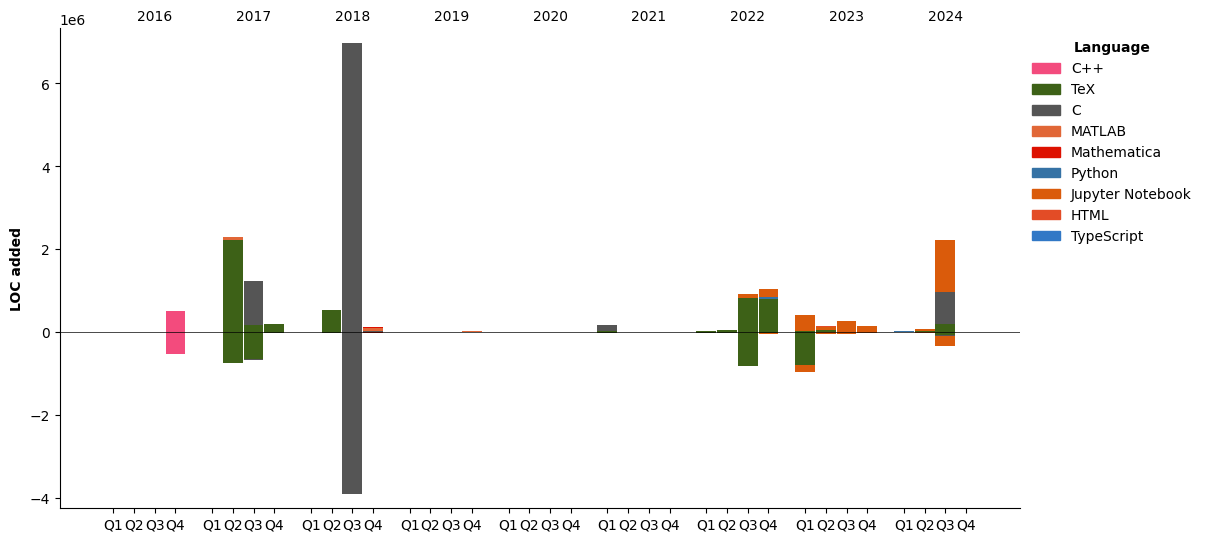 1e6
2016 2017 2018 2019 2020 2021 2022 2023 2024
LOC added
6
4
2
0
−2
−4
Q1 Q2 Q3 Q4 Q1 Q2 Q3 Q4 Q1 Q2 Q3 Q4 Q1 Q2 Q3 Q4 Q1 Q2 Q3 Q4 Q1 Q2 Q3 Q4 Q1 Q2 Q3 Q4 Q1 Q2 Q3 Q4 Q1 Q2 Q3 Q4
Language
C++
TeX
C
MATLAB
Mathematica
Python
Jupyter Notebook
HTML
TypeScript